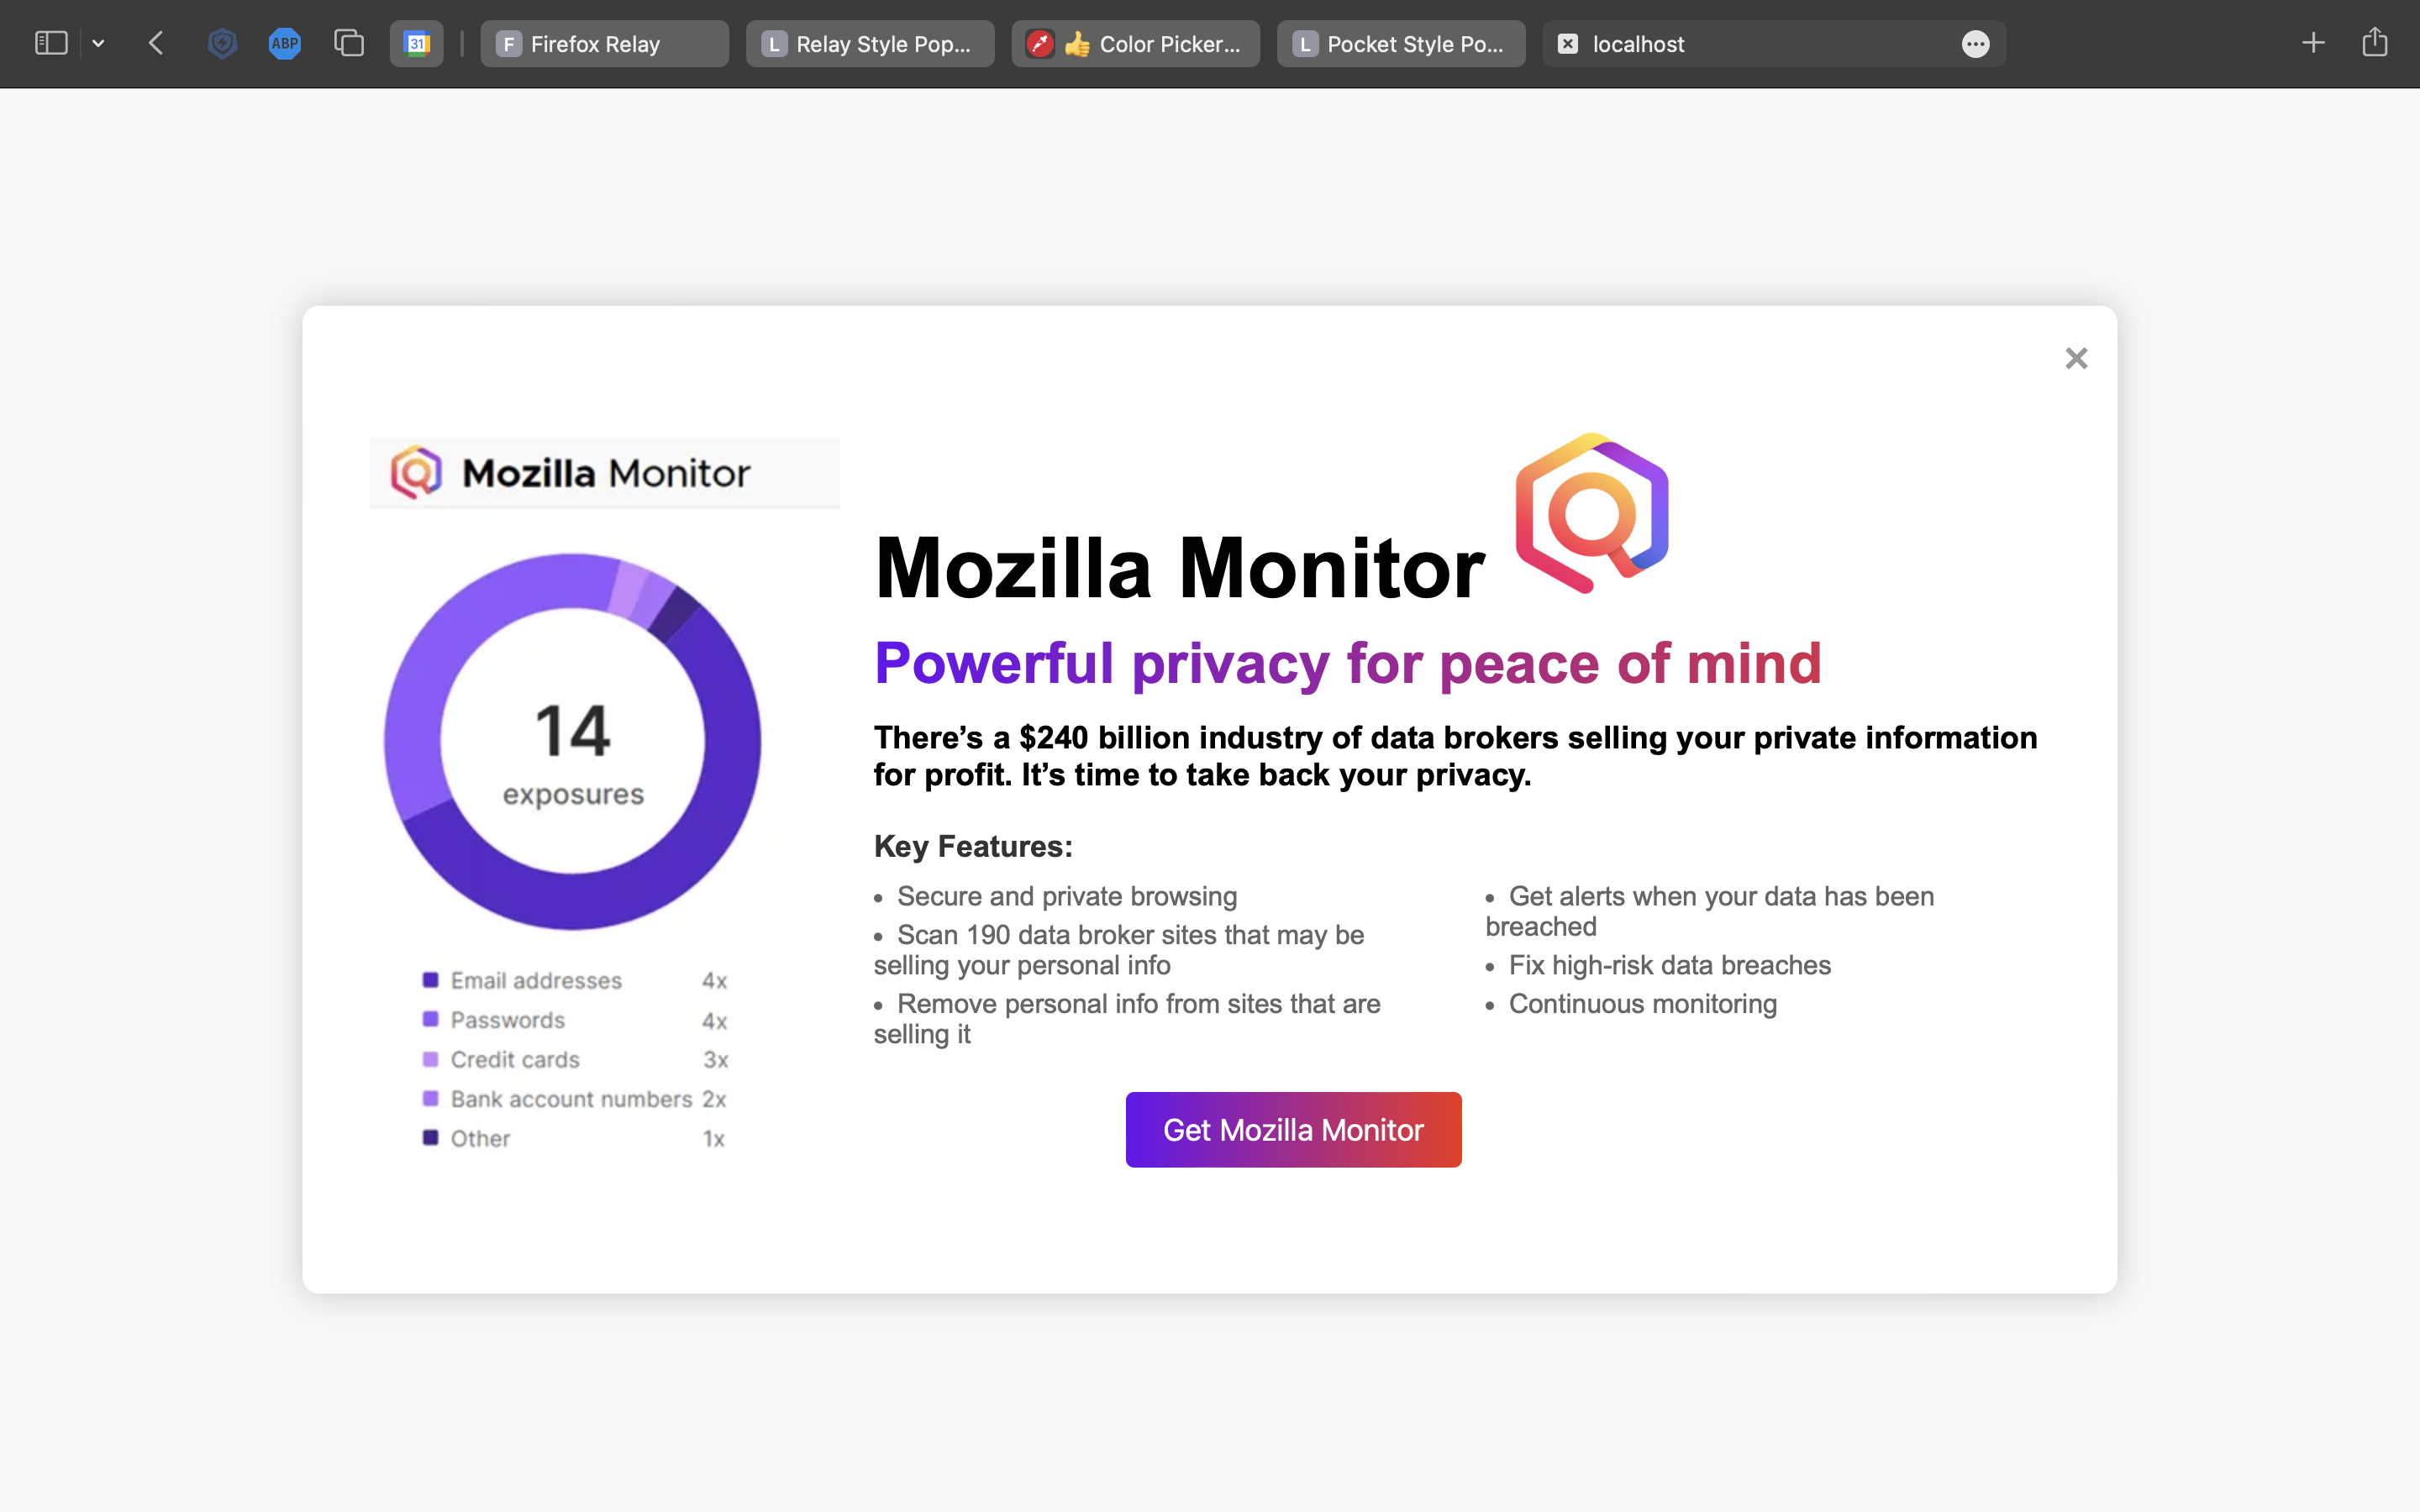 ABP
31
F Firefox Relay
L Relay Style Pop...
👍 Color Picker...
L Pocket Style Po...
localhost
Mozilla Monitor
14
exposures
Email addresses 4x
Passwords 4x
Credit cards 3x
Bank account numbers 2x
Other 1x
Mozilla Monitor
Powerful privacy for peace of mind
There’s a $240 billion industry of data brokers selling your private information
for profit. It’s time to take back your privacy.
Key Features:
• Secure and private browsing
• Scan 190 data broker sites that may be
selling your personal info
• Remove personal info from sites that are
selling it
• Get alerts when your data has been
breached
• Fix high-risk data breaches
• Continuous monitoring
Get Mozilla Monitor